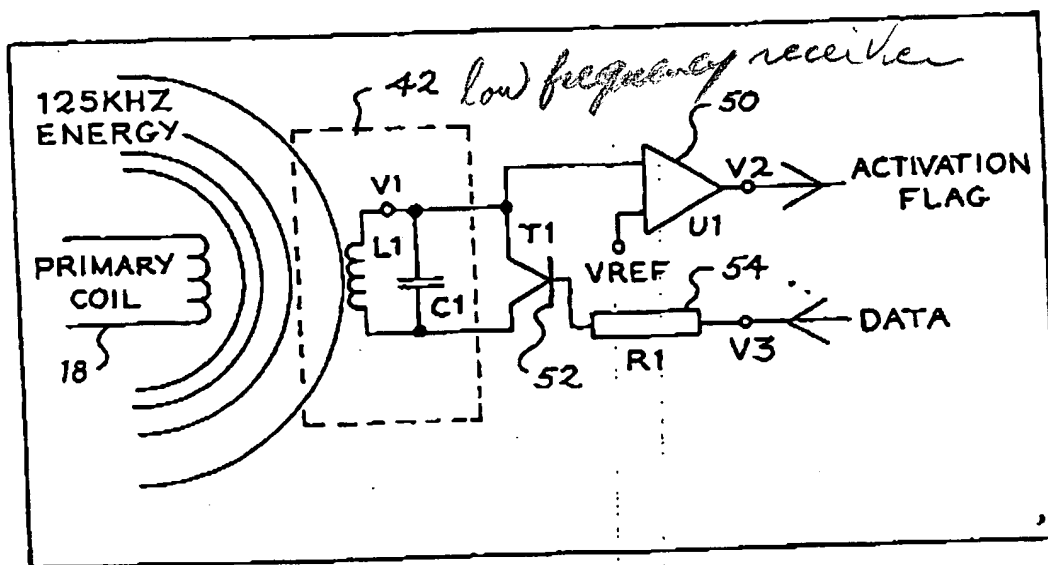 42 low frequency receiver
125KHZ
ENERGY
50
V1
V2
ACTIVATION
FLAG
L1
U1
T1
C1
VREF
54
PRIMARY
COIL
DATA
V3
R1
52
18